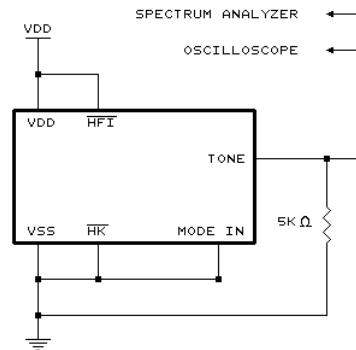 SPECTRUM ANALYZER
VDD
OSCILLOSCOPE
VDD HFI
TONE
5K Ω
VSS HK MODE IN